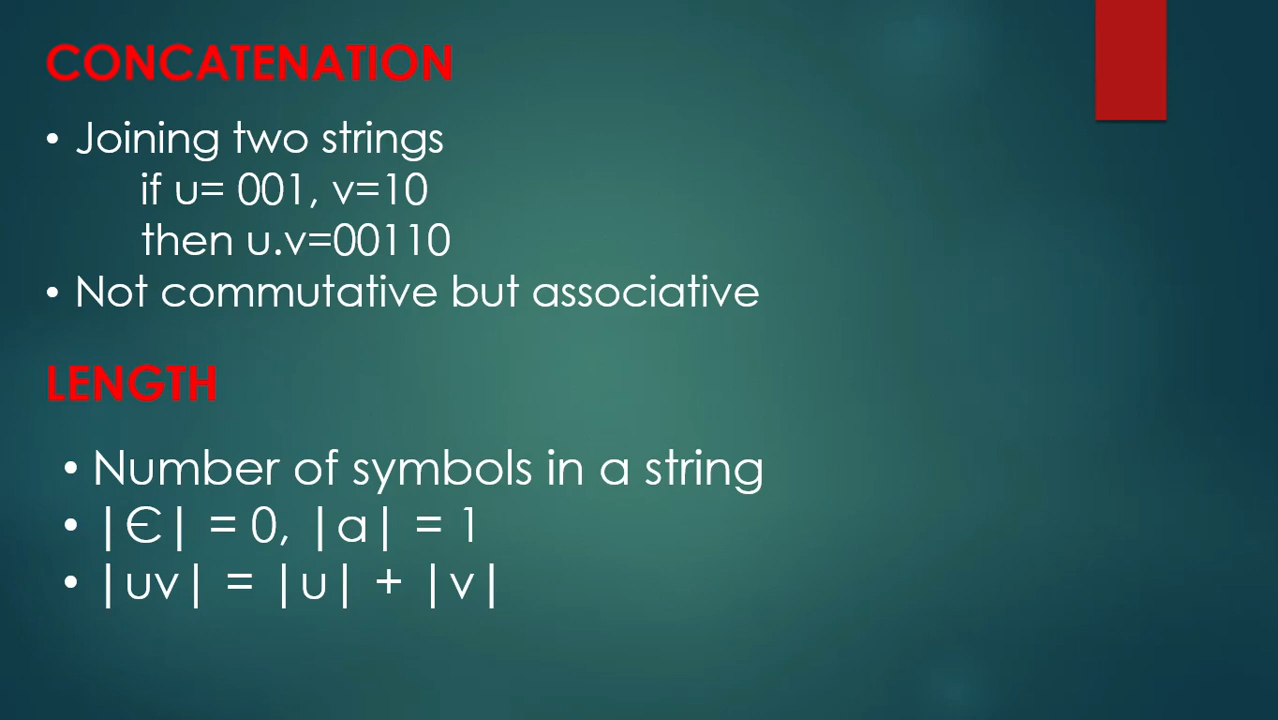 CONCATENATION
• Joining two strings
if u= 001, v=10
then u.v=00110
• Not commutative but associative
LENGTH
• Number of symbols in a string
• |Є| = 0, |a| = 1
• |uv| = |u| + |v|